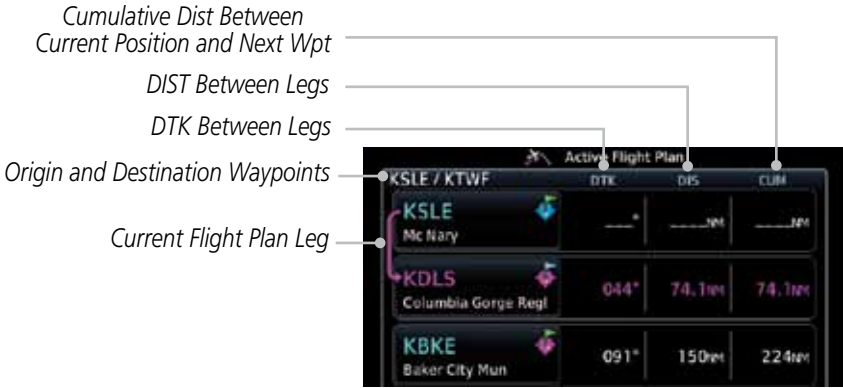 Cumulative Dist Between
Current Position and Next Wpt
DIST Between Legs
DTK Between Legs
Origin and Destination Waypoints
Current Flight Plan Leg
Active Flight Plan
KSLE / KTWF DTK DIS CUM
KSLE
Mc Nary
___° ____NM ____NM
KDLS
Columbia Gorge Regl
044° 74.1NM 74.1NM
KBKE
Baker City Mun
091° 150NM 224NM